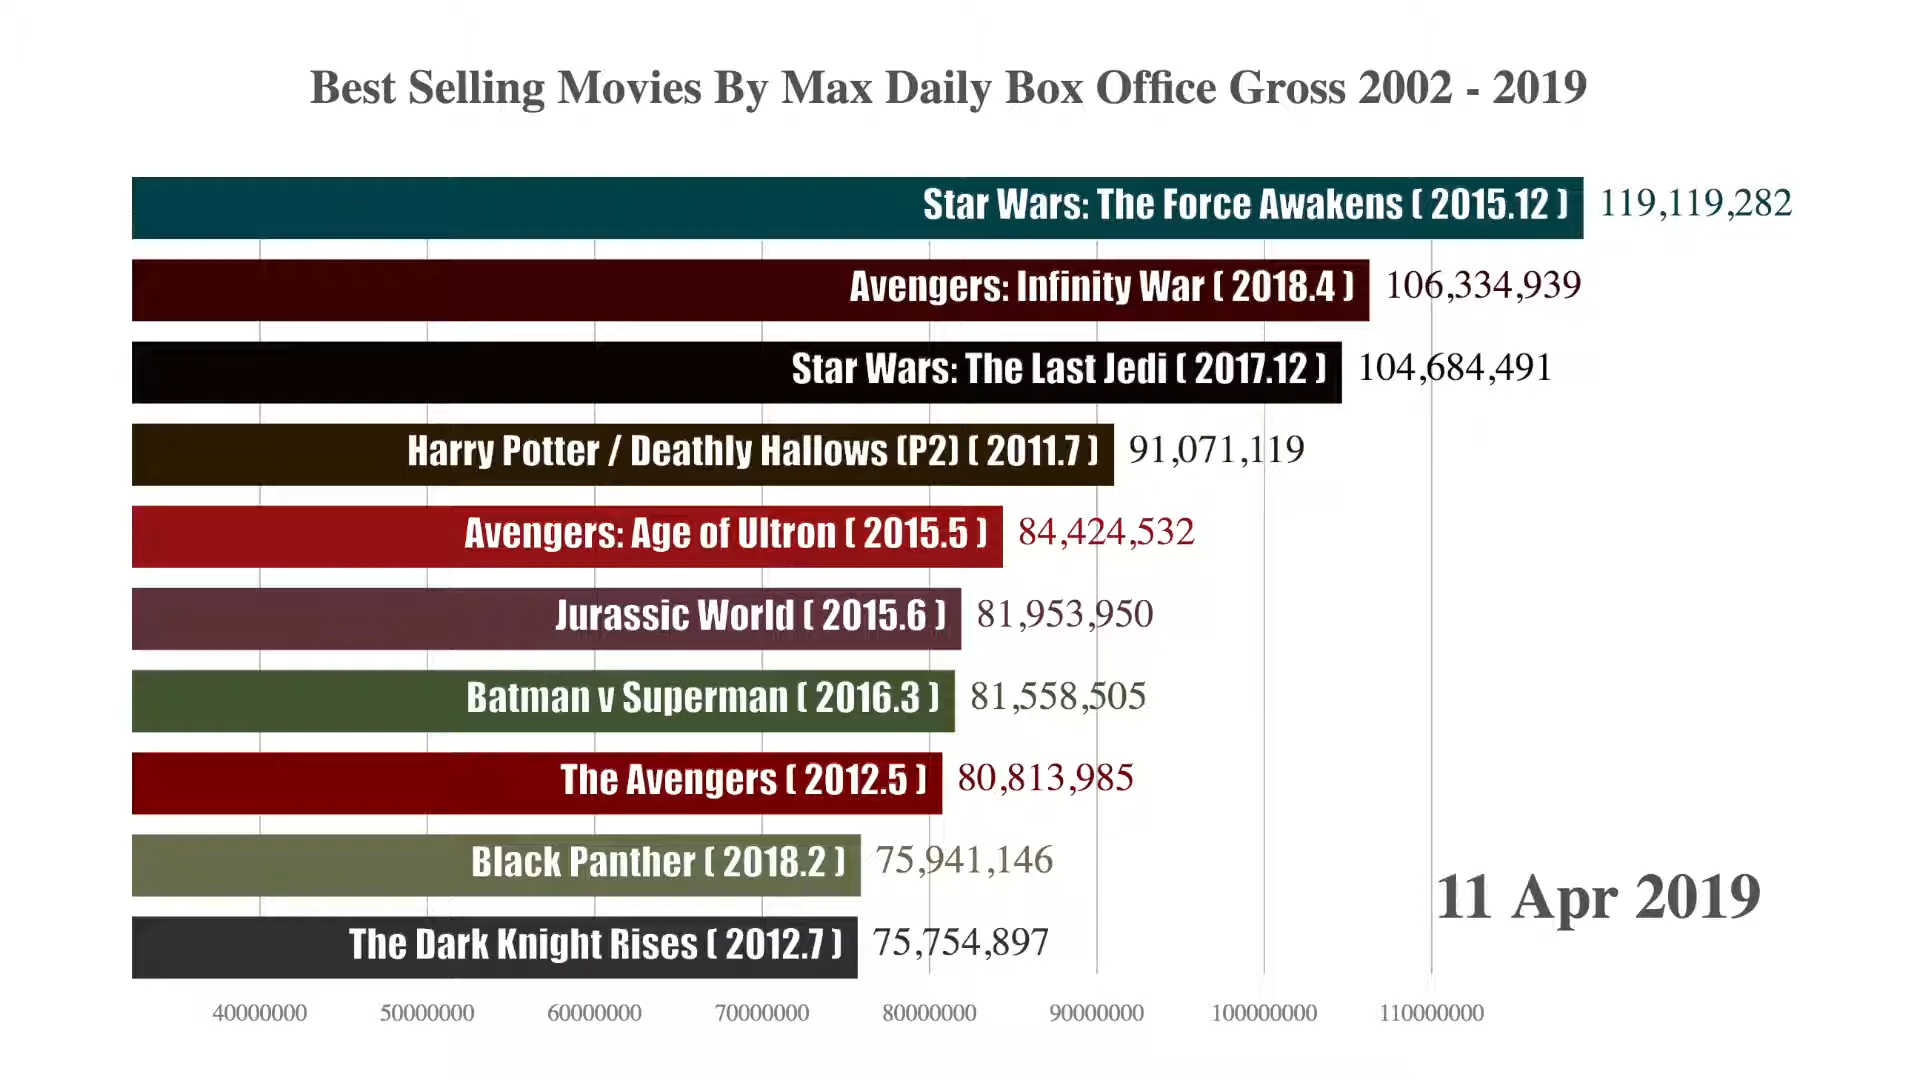 Best Selling Movies By Max Daily Box Office Gross 2002 - 2019
Star Wars: The Force Awakens ( 2015.12 ) 119,119,282
Avengers: Infinity War ( 2018.4 ) 106,334,939
Star Wars: The Last Jedi ( 2017.12 ) 104,684,491
Harry Potter / Deathly Hallows (P2) ( 2011.7 ) 91,071,119
Avengers: Age of Ultron ( 2015.5 ) 84,424,532
Jurassic World ( 2015.6 ) 81,953,950
Batman v Superman ( 2016.3 ) 81,558,505
The Avengers ( 2012.5 ) 80,813,985
Black Panther ( 2018.2 ) 75,941,146
11 Apr 2019
The Dark Knight Rises ( 2012.7 ) 75,754,897
40000000 50000000 60000000 70000000 80000000 90000000 100000000 110000000